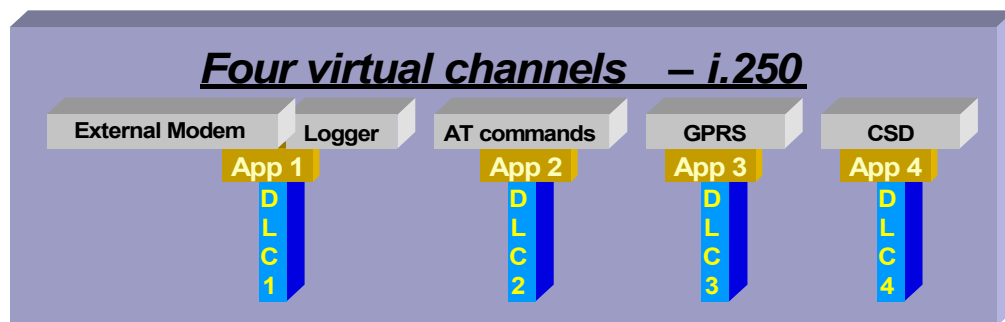 Four virtual channels – i.250
External Modem Logger AT commands GPRS CSD
App 1 App 2 App 3 App 4
D D D D
L L L L
C C C C
1 2 3 4